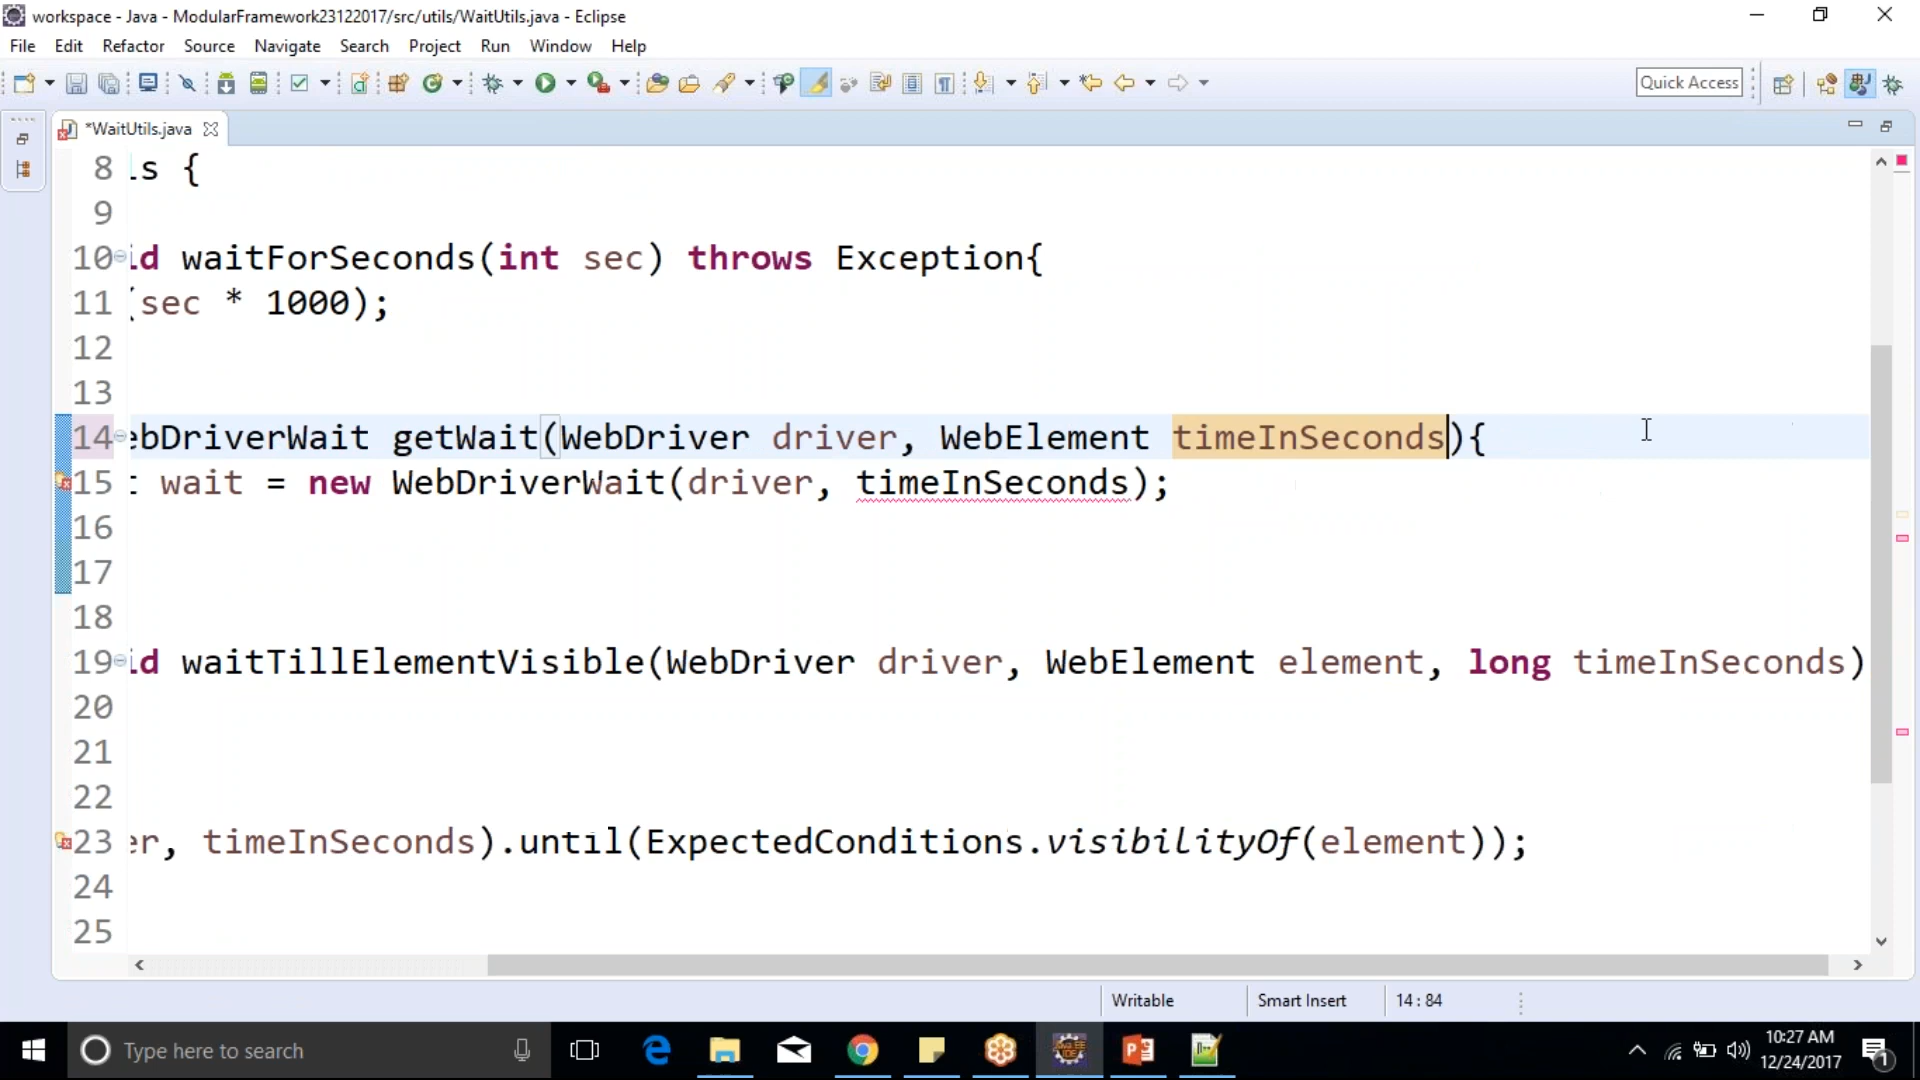 workspace - Java - ModularFramework23122017/src/utils/WaitUtils.java - Eclipse
File Edit Refactor Source Navigate Search Project Run Window Help
Quick Access
*WaitUtils.java
8 ls {
9
10 id waitForSeconds(int sec) throws Exception{
11 (sec * 1000);
12
13
14 ebDriverWait getWait(WebDriver driver, WebElement timeInSeconds){
15 t wait = new WebDriverWait(driver, timeInSeconds);
16
17
18
19 id waitTillElementVisible(WebDriver driver, WebElement element, long timeInSeconds)
20
21
22
23 er, timeInSeconds).until(ExpectedConditions.visibilityOf(element));
24
25
Writable Smart Insert 14 : 84
Type here to search
10:27 AM
12/24/2017
1